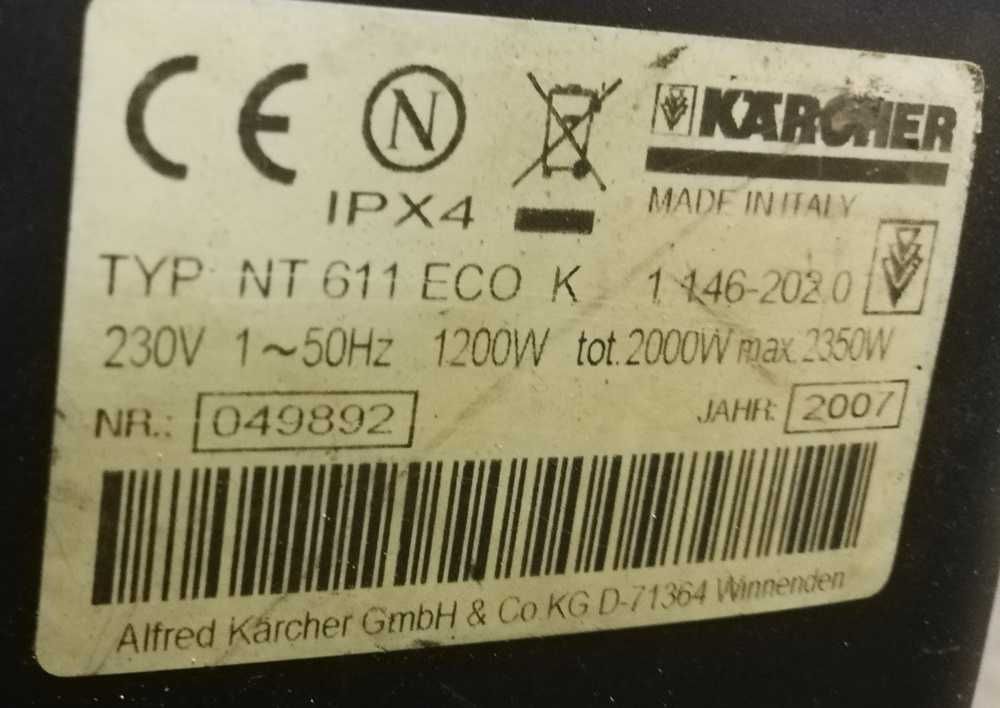 CE N KÄRCHER
IPX4 MADE IN ITALY
TYP NT 611 ECO K 1 146-202.0
230V 1~50Hz 1200W tot. 2000W max. 2350W
NR.: 049892 JAHR: 2007
Alfred Kärcher GmbH & Co KG D-71364 Winnenden